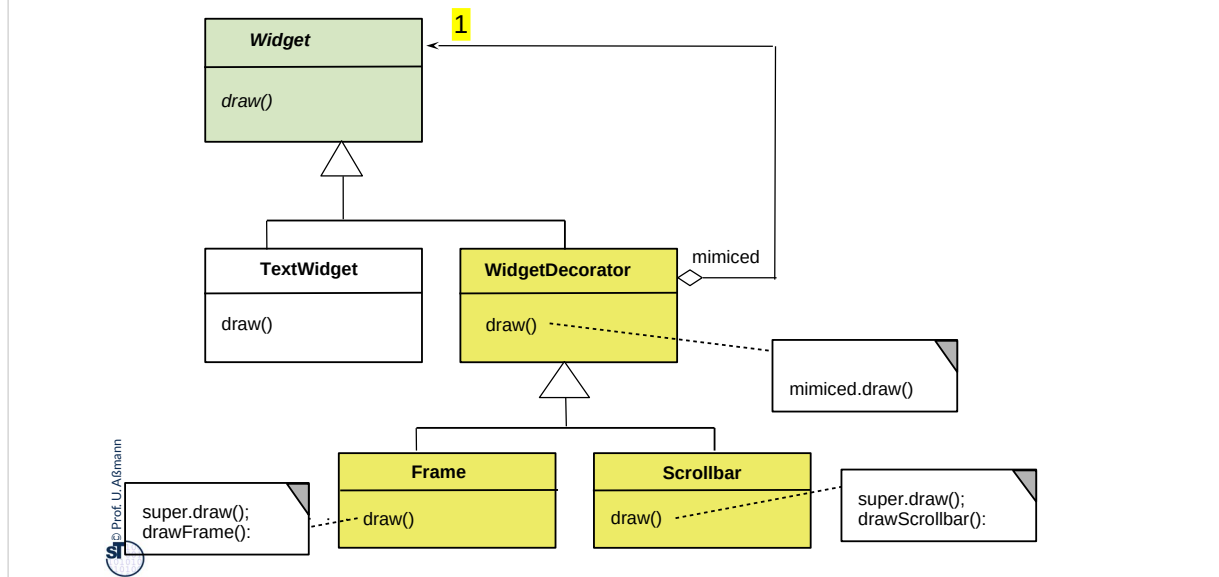 1
Widget
draw()
mimiced
TextWidget
draw()
WidgetDecorator
draw()
mimiced.draw()
Frame
draw()
Scrollbar
draw()
super.draw();
drawFrame():
super.draw();
drawScrollbar():
© Prof. U. Aßmann
ST